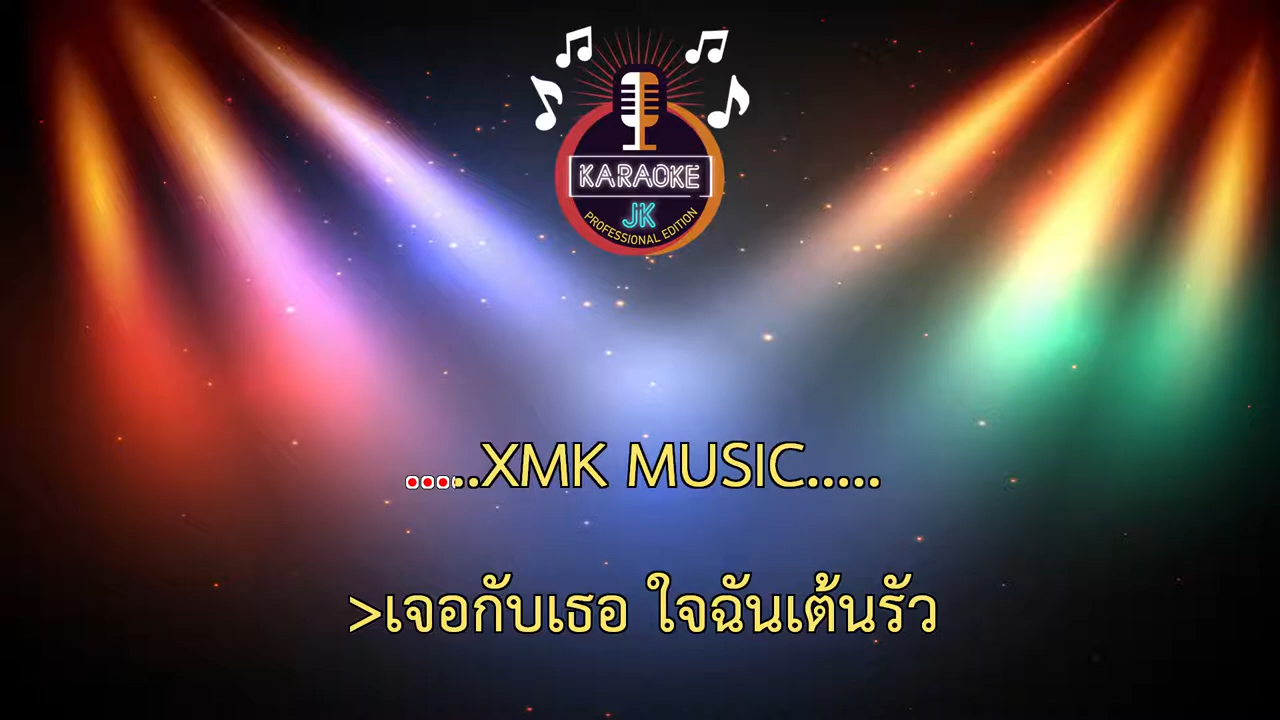 KARAOKE
JK
PROFESSIONAL EDITION
.....XMK MUSIC.....
>เจอกับเธอ ใจฉันเต้นรัว